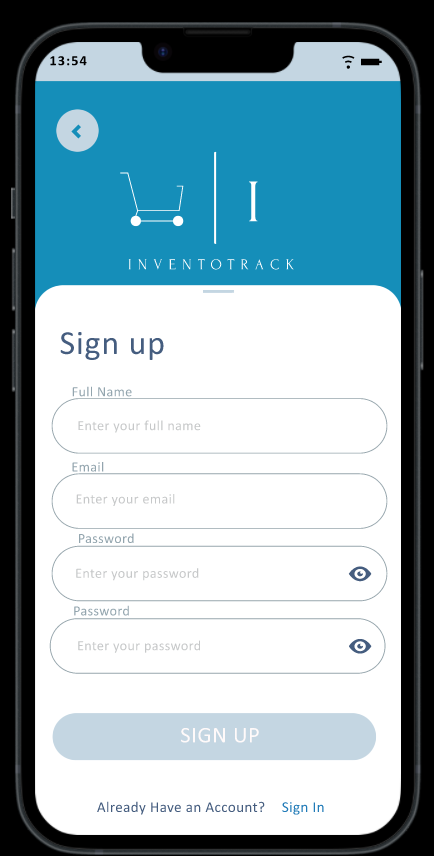 13:54
I
INVENTOTRACK
Sign up
Full Name
Enter your full name
Email
Enter your email
Password
Enter your password
Password
Enter your password
SIGN UP
Already Have an Account? Sign In